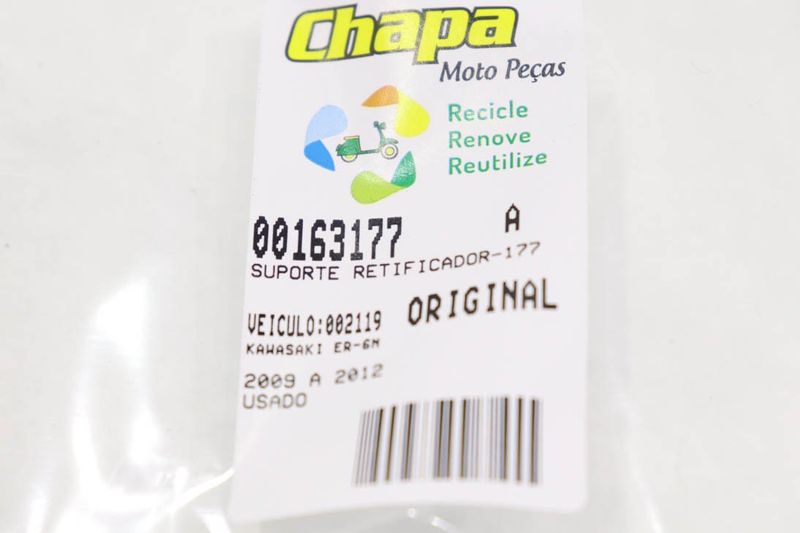 Chapa
Moto Peças
Recicle
Renove
Reutilize
00163177 A
SUPORTE RETIFICADOR-177
VEICULO:002119 ORIGINAL
KAWASAKI ER-6N
2009 A 2012
USADO